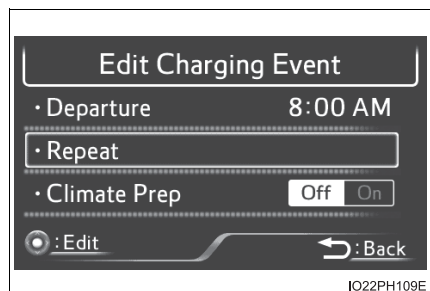 Edit Charging Event
· Departure 8:00 AM
· Repeat
· Climate Prep Off On
: Edit
: Back
IO22PH109E